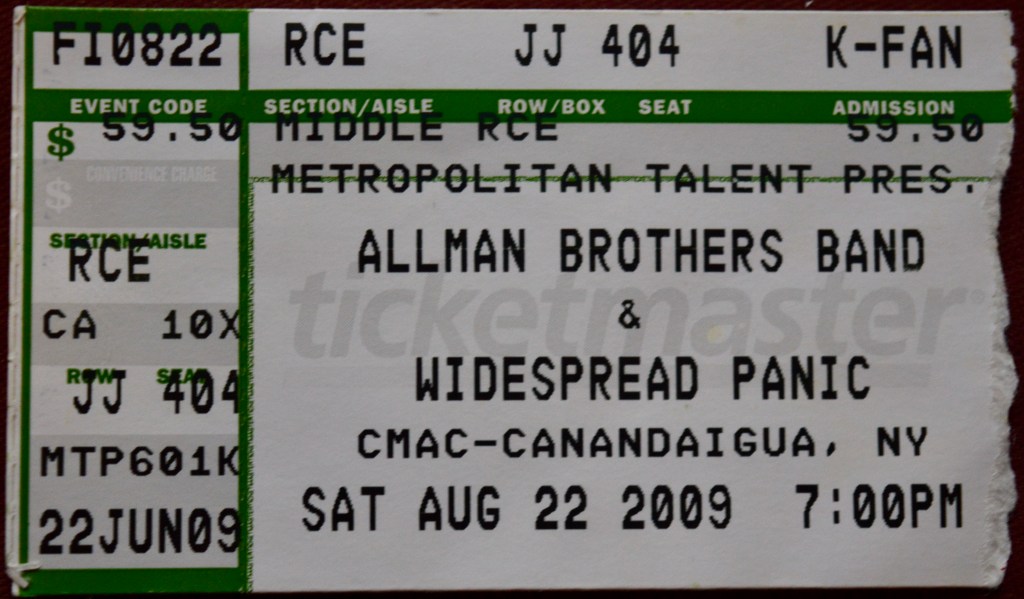 FI0822 RCE JJ 404 K-FAN
EVENT CODE SECTION/AISLE ROW/BOX SEAT ADMISSION
$ 59.50 MIDDLE RCE 59.50
$ CONVENIENCE CHARGE
METROPOLITAN TALENT PRES.
SECTION/AISLE
RCE
ALLMAN BROTHERS BAND
ticketmaster®
CA 10X
&
ROW SEAT
JJ 404
WIDESPREAD PANIC
MTP601K
CMAC-CANANDAIGUA, NY
22JUN09
SAT AUG 22 2009 7:00PM